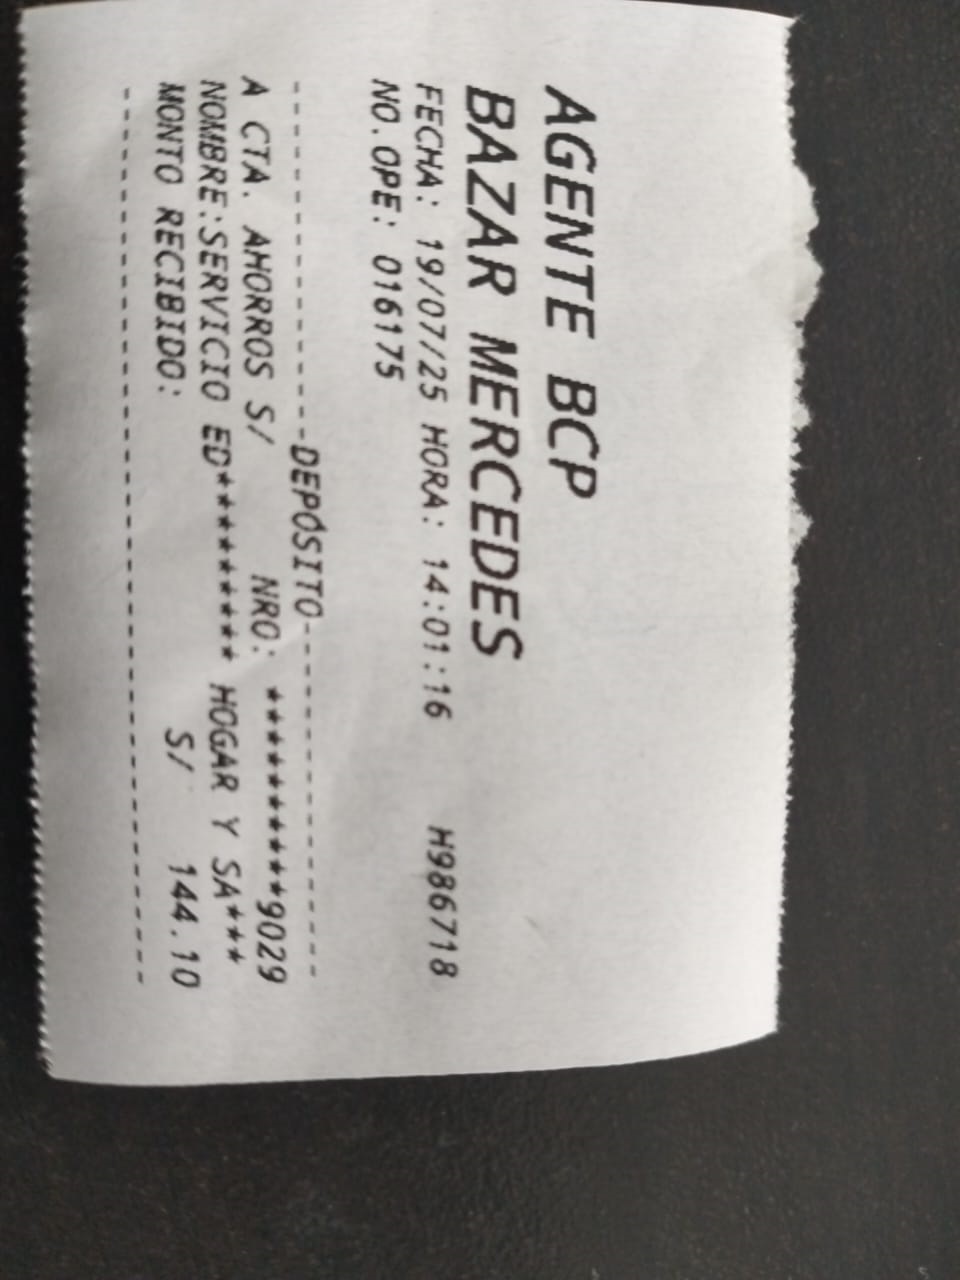 AGENTE BCP
BAZAR MERCEDES
FECHA: 19/07/25 HORA: 14:01:16 H986718
NO.OPE: 016175
--------------------DEPÓSITO--------------------
A CTA. AHORROS S/ NRO: **********9029
NOMBRE:SERVICIO ED********* HOGAR Y SA***
MONTO RECIBIDO: S/ 144.10